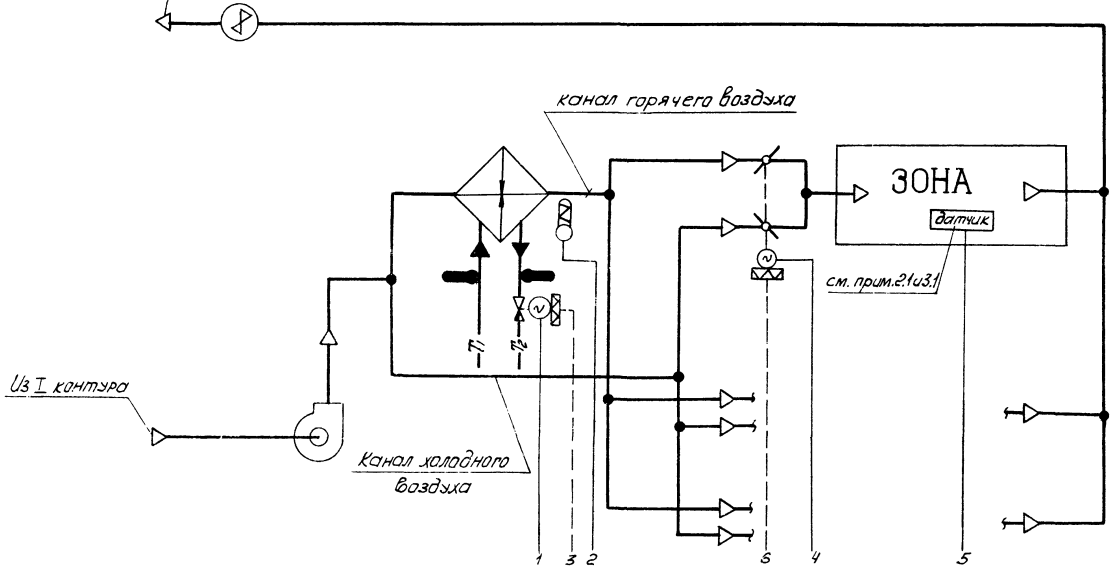 канал горячего воздуха
ЗОНА
датчик
см. прим. 2.1 и 3.1
Т1
Т2
Из I контура
Канал холодного
воздуха
1
3
2
6
4
5